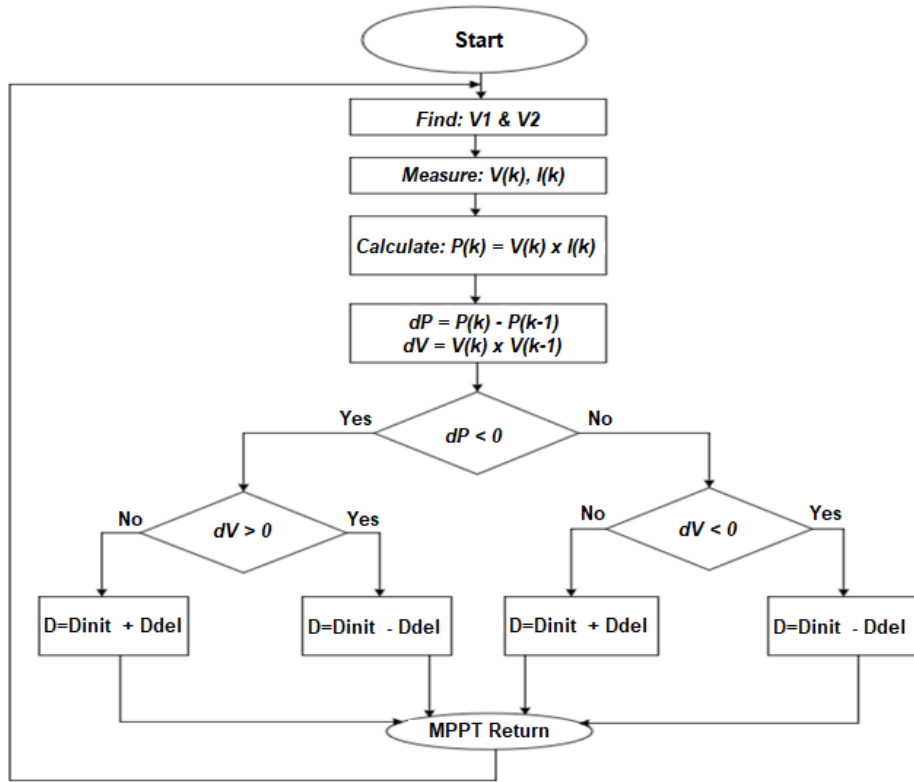 Start
Find: V1 & V2
Measure: V(k), I(k)
Calculate: P(k) = V(k) x I(k)
dP = P(k) - P(k-1)
dV = V(k) x V(k-1)
Yes
dP < 0
No
No
dV > 0
Yes
No
dV < 0
Yes
D=Dinit + Ddel
D=Dinit - Ddel
D=Dinit + Ddel
D=Dinit - Ddel
MPPT Return